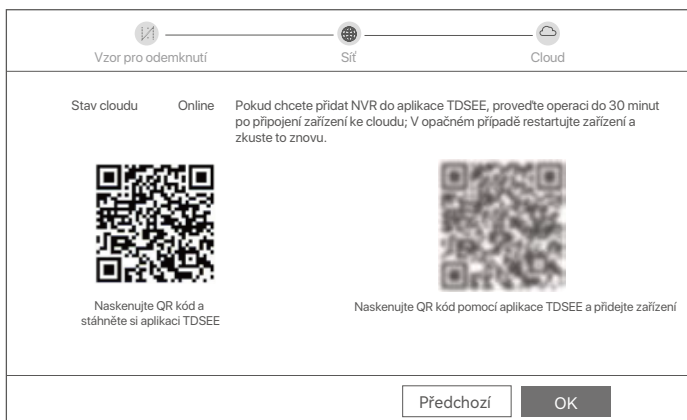 Vzor pro odemknutí
Síť
Cloud
Stav cloudu
Online
Pokud chcete přidat NVR do aplikace TDSEE, proveďte operaci do 30 minut
po připojení zařízení ke cloudu; V opačném případě restartujte zařízení a
zkuste to znovu.
Naskenujte QR kód a
stáhněte si aplikaci TDSEE
Naskenujte QR kód pomocí aplikace TDSEE a přidejte zařízení
Předchozí
OK